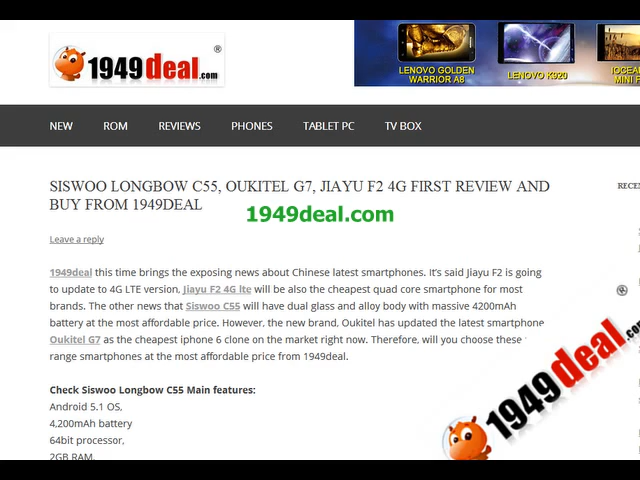 1949deal.com
®
LENOVO GOLDEN
WARRIOR A8
LENOVO K920
IOCEA
MINI
NEW ROM REVIEWS PHONES TABLET PC TV BOX
SISWOO LONGBOW C55, OUKITEL G7, JIAYU F2 4G FIRST REVIEW AND
BUY FROM 1949DEAL
RECE
1949deal.com
Leave a reply
1949deal this time brings the exposing news about Chinese latest smartphones. It’s said Jiayu F2 is going
to update to 4G LTE version, Jiayu F2 4G lte will be also the cheapest quad core smartphone for most
brands. The other news that Siswoo C55 will have dual glass and alloy body with massive 4200mAh
battery at the most affordable price. However, the new brand, Oukitel has updated the latest smartphone
Oukitel G7 as the cheapest iphone 6 clone on the market right now. Therefore, will you choose these
range smartphones at the most affordable price from 1949deal.
®
1949deal.com
Check Siswoo Longbow C55 Main features:
Android 5.1 OS,
4,200mAh battery
64bit processor,
2GB RAM,